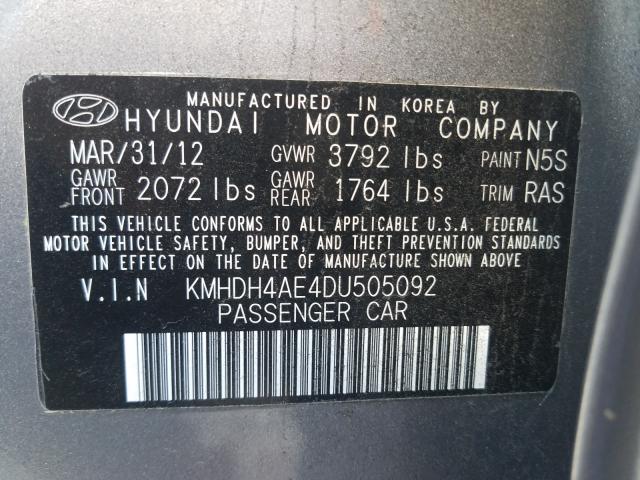 MANUFACTURED IN KOREA BY
HYUNDAI MOTOR COMPANY
MAR/31/12 GVWR 3792 lbs PAINT N5S
GAWR FRONT 2072 lbs GAWR REAR 1764 lbs TRIM RAS
THIS VEHICLE CONFORMS TO ALL APPLICABLE U.S.A. FEDERAL
MOTOR VEHICLE SAFETY, BUMPER, AND THEFT PREVENTION STANDARDS
IN EFFECT ON THE DATE OF MANUFACTURE SHOWN ABOVE
V.I.N KMHDH4AE4DU505092
PASSENGER CAR